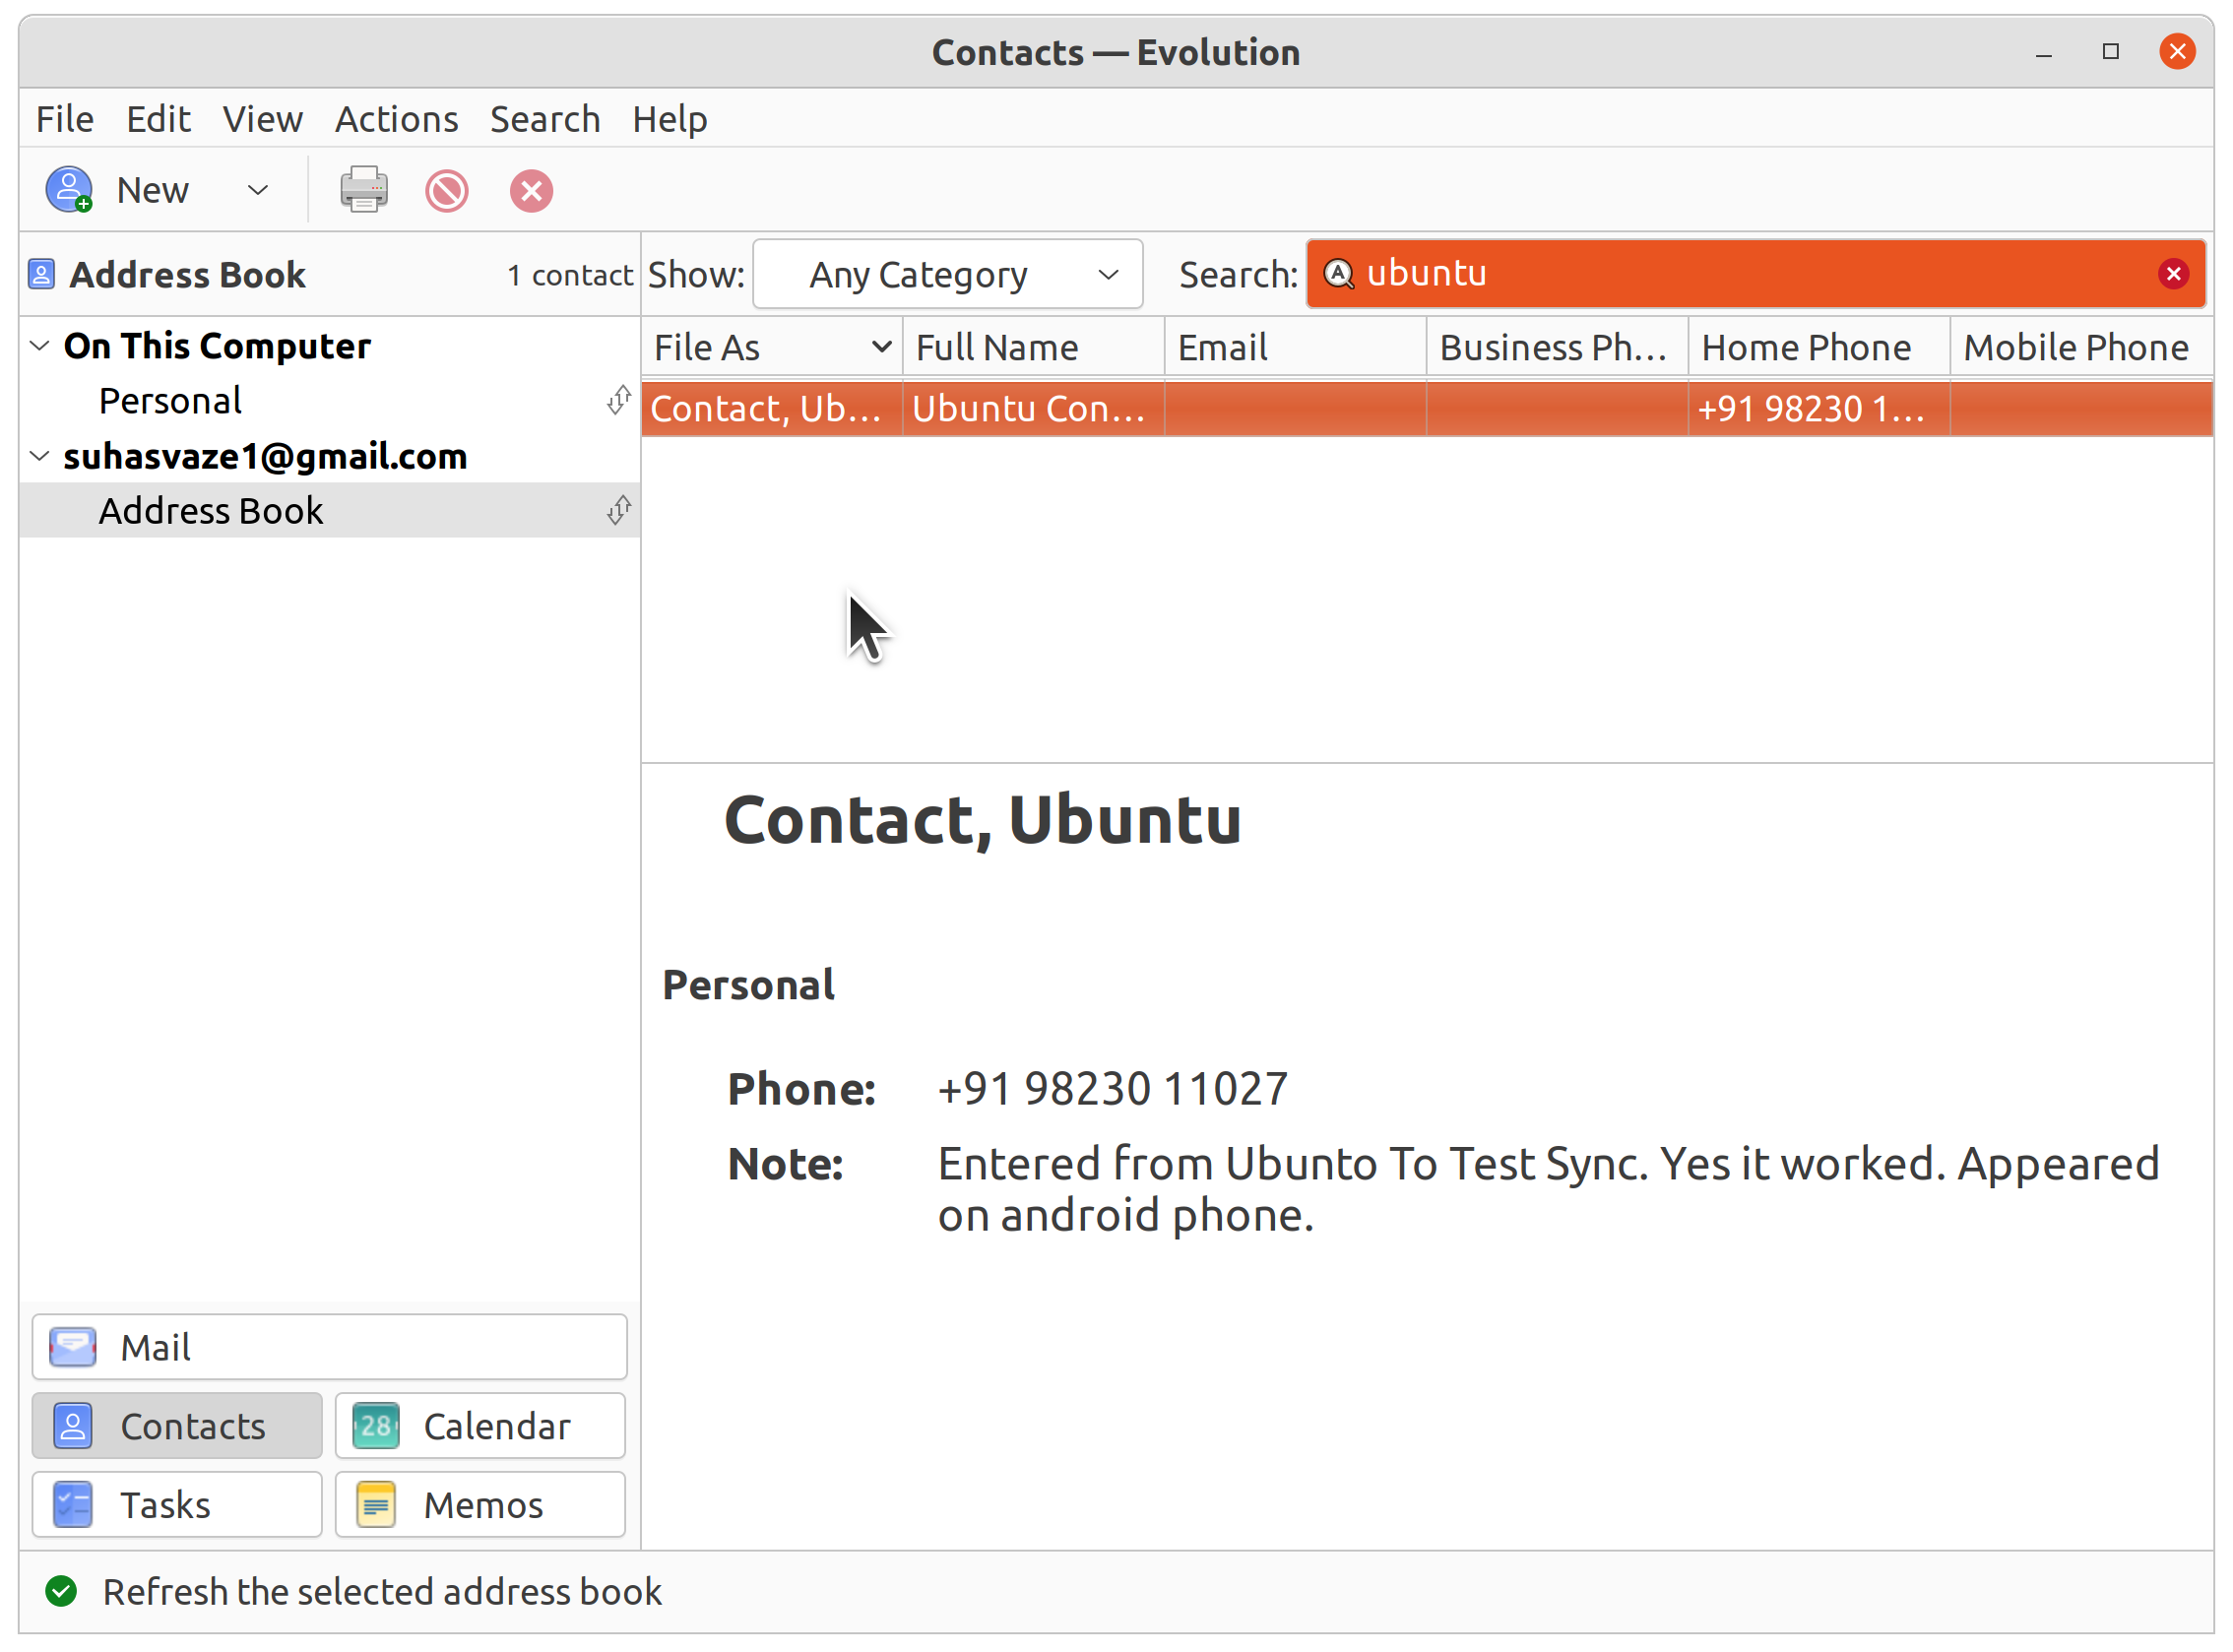 Contacts — Evolution
File Edit View Actions Search Help
New
Address Book 1 contact Show: Any Category Search: ubuntu
On This Computer
Personal
suhasvaze1@gmail.com
Address Book
File As Full Name Email Business Ph... Home Phone Mobile Phone
Contact, Ub... Ubuntu Con... +91 98230 1...
Contact, Ubuntu
Personal
Phone: +91 98230 11027
Note: Entered from Ubunto To Test Sync. Yes it worked. Appeared
on android phone.
Mail
Contacts 28 Calendar
Tasks Memos
Refresh the selected address book